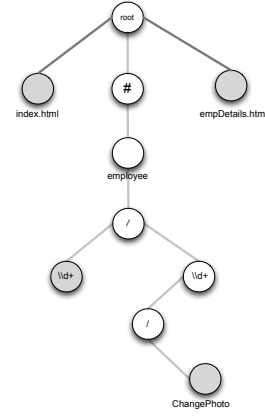 root
#
index.html
empDetails.htm
employee
/
\\d+
\\d+
/
ChangePhoto